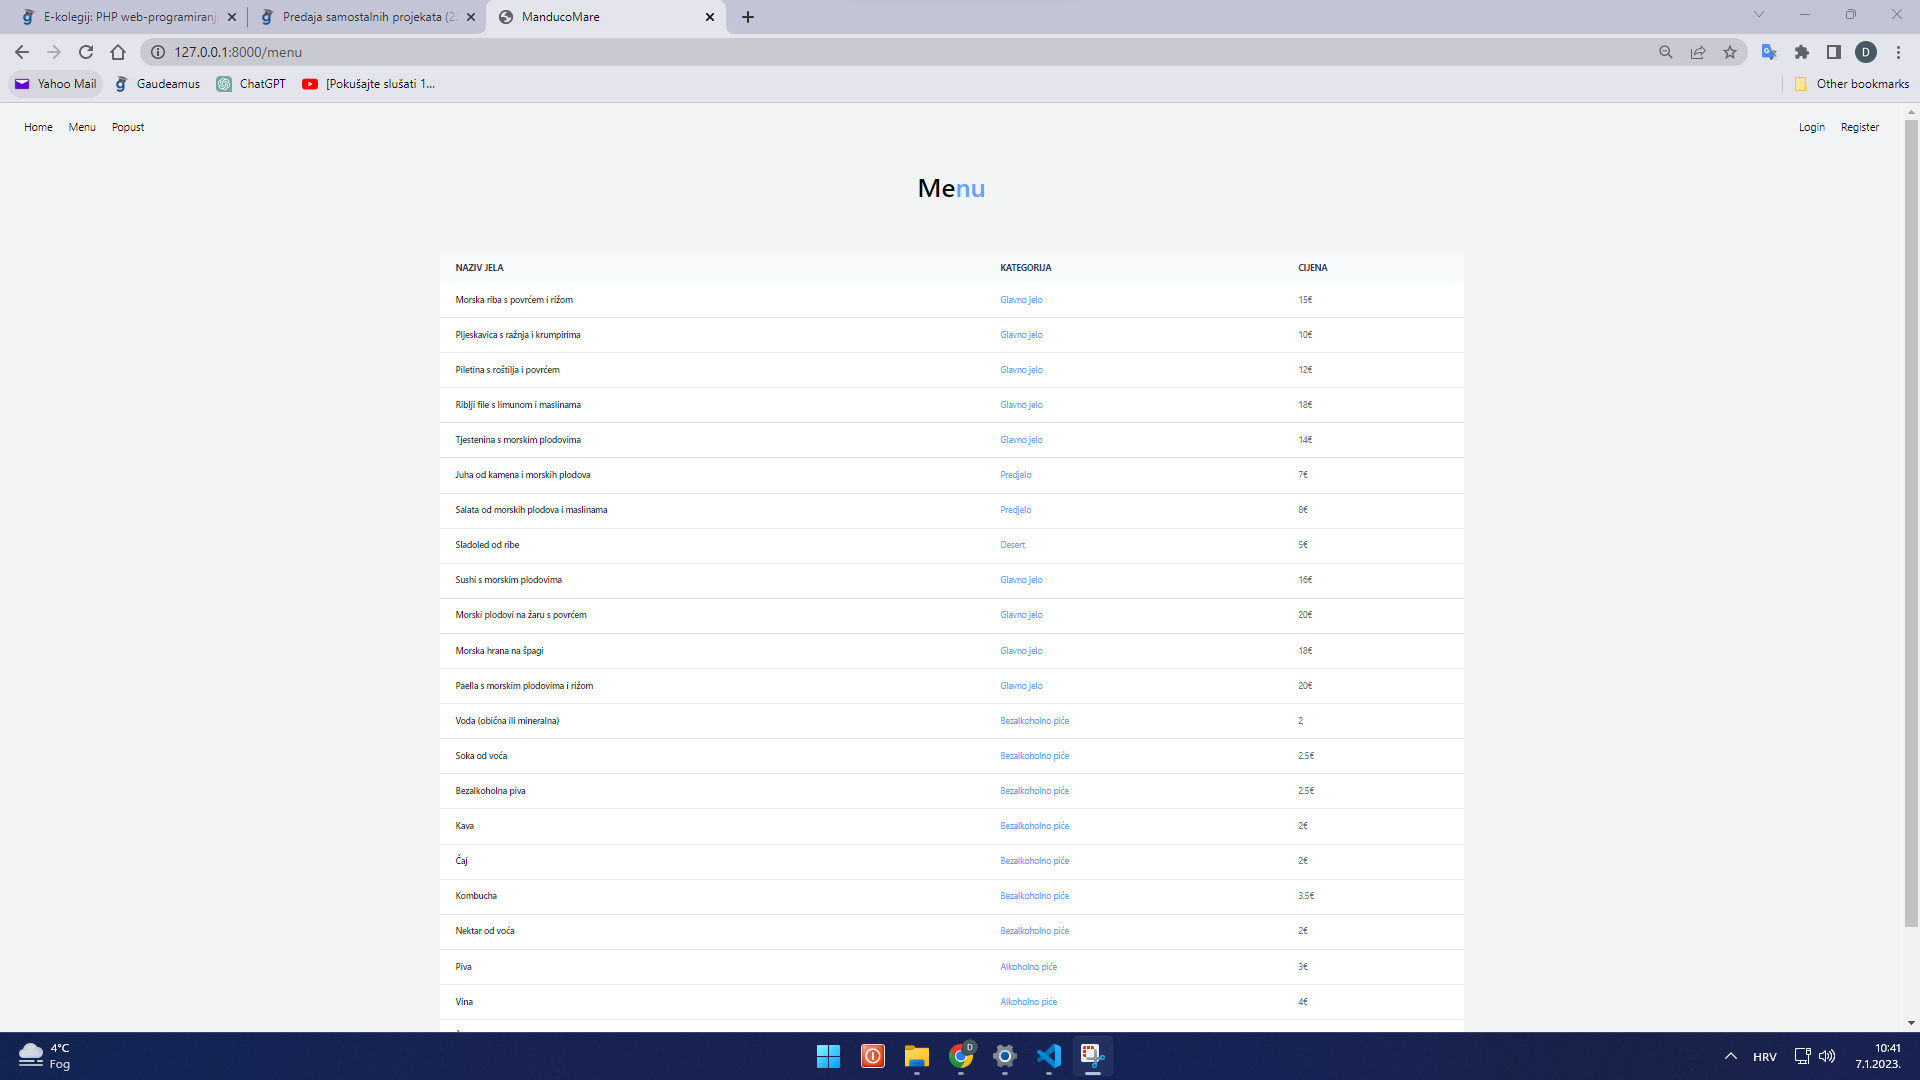 E-kolegij: PHP web-programiranj
Predaja samostalnih projekata (2
ManducoMare
127.0.0.1:8000/menu
D
Yahoo Mail
Gaudeamus
ChatGPT
[Pokušajte slušati 1...
Other bookmarks
Home
Menu
Popust
Login
Register
Menu
NAZIV JELA KATEGORIJA CIJENA
Morska riba s povrćem i rižom Glavno jelo 15€
Pljeskavica s ražnja i krumpirima Glavno jelo 10€
Piletina s roštilja i povrćem Glavno jelo 12€
Riblji file s limunom i maslinama Glavno jelo 18€
Tjestenina s morskim plodovima Glavno jelo 14€
Juha od kamena i morskih plodova Predjelo 7€
Salata od morskih plodova i maslinama Predjelo 8€
Sladoled od ribe Desert 5€
Sushi s morskim plodovima Glavno jelo 16€
Morski plodovi na žaru s povrćem Glavno jelo 20€
Morska hrana na špagi Glavno jelo 18€
Paella s morskim plodovima i rižom Glavno jelo 20€
Voda (obična ili mineralna) Bezalkoholno piće 2
Soka od voća Bezalkoholno piće 2.5€
Bezalkoholna piva Bezalkoholno piće 2.5€
Kava Bezalkoholno piće 2€
Čaj Bezalkoholno piće 2€
Kombucha Bezalkoholno piće 3.5€
Nektar od voća Bezalkoholno piće 2€
Piva Alkoholno piće 3€
Vina Alkoholno piće 4€
4°C
Fog
D
HRV
10:41
7.1.2023.